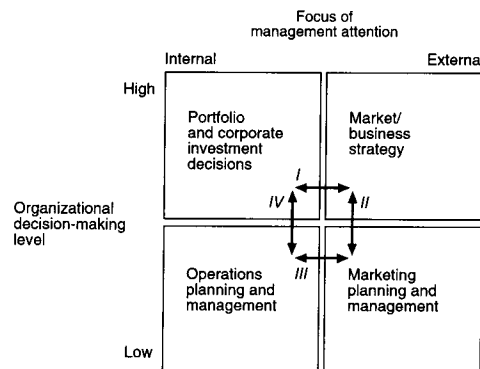 Focus of
management attention
Internal
External
High
Portfolio
and corporate
investment
decisions
Market/
business
strategy
I
IV
II
Organizational
decision-making
level
III
Operations
planning and
management
Marketing
planning and
management
Low